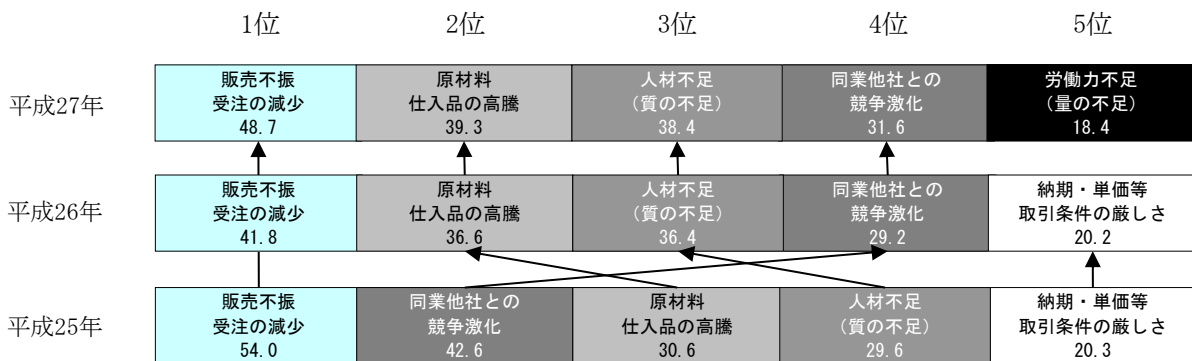 1位 2位 3位 4位 5位
平成27年
販売不振
受注の減少
48.7
原材料
仕入品の高騰
39.3
人材不足
(質の不足)
38.4
同業他社との
競争激化
31.6
労働力不足
(量の不足)
18.4
平成26年
販売不振
受注の減少
41.8
原材料
仕入品の高騰
36.6
人材不足
(質の不足)
36.4
同業他社との
競争激化
29.2
納期・単価等
取引条件の厳しさ
20.2
平成25年
販売不振
受注の減少
54.0
同業他社との
競争激化
42.6
原材料
仕入品の高騰
30.6
人材不足
(質の不足)
29.6
納期・単価等
取引条件の厳しさ
20.3